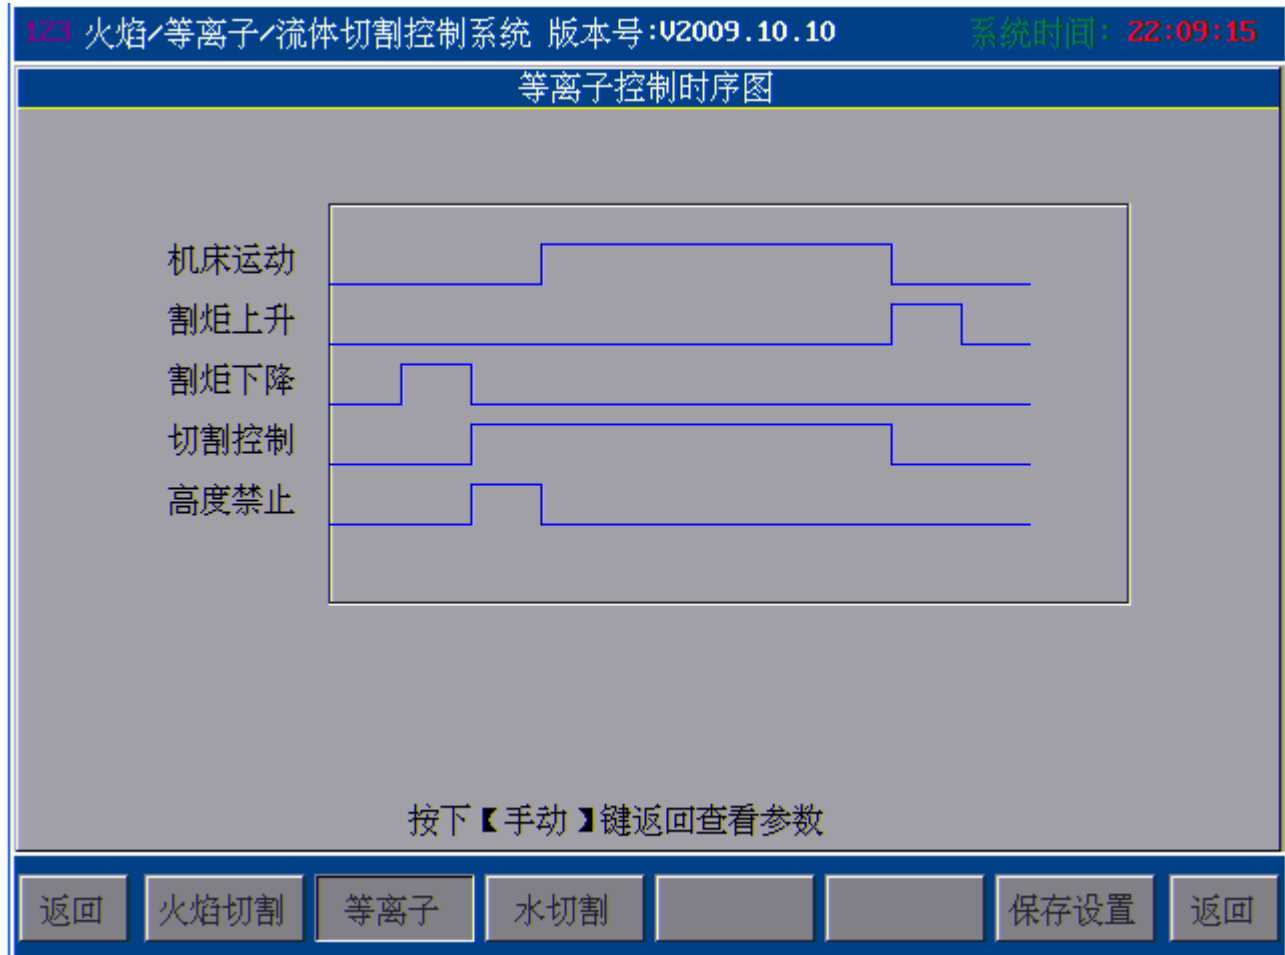 123 火焰/等离子/流体切割控制系统 版本号:V2009.10.10 系统时间: 22:09:15
等离子控制时序图
机床运动
割炬上升
割炬下降
切割控制
高度禁止
按下【手动】键返回查看参数
返回 火焰切割 等离子 水切割 保存设置 返回